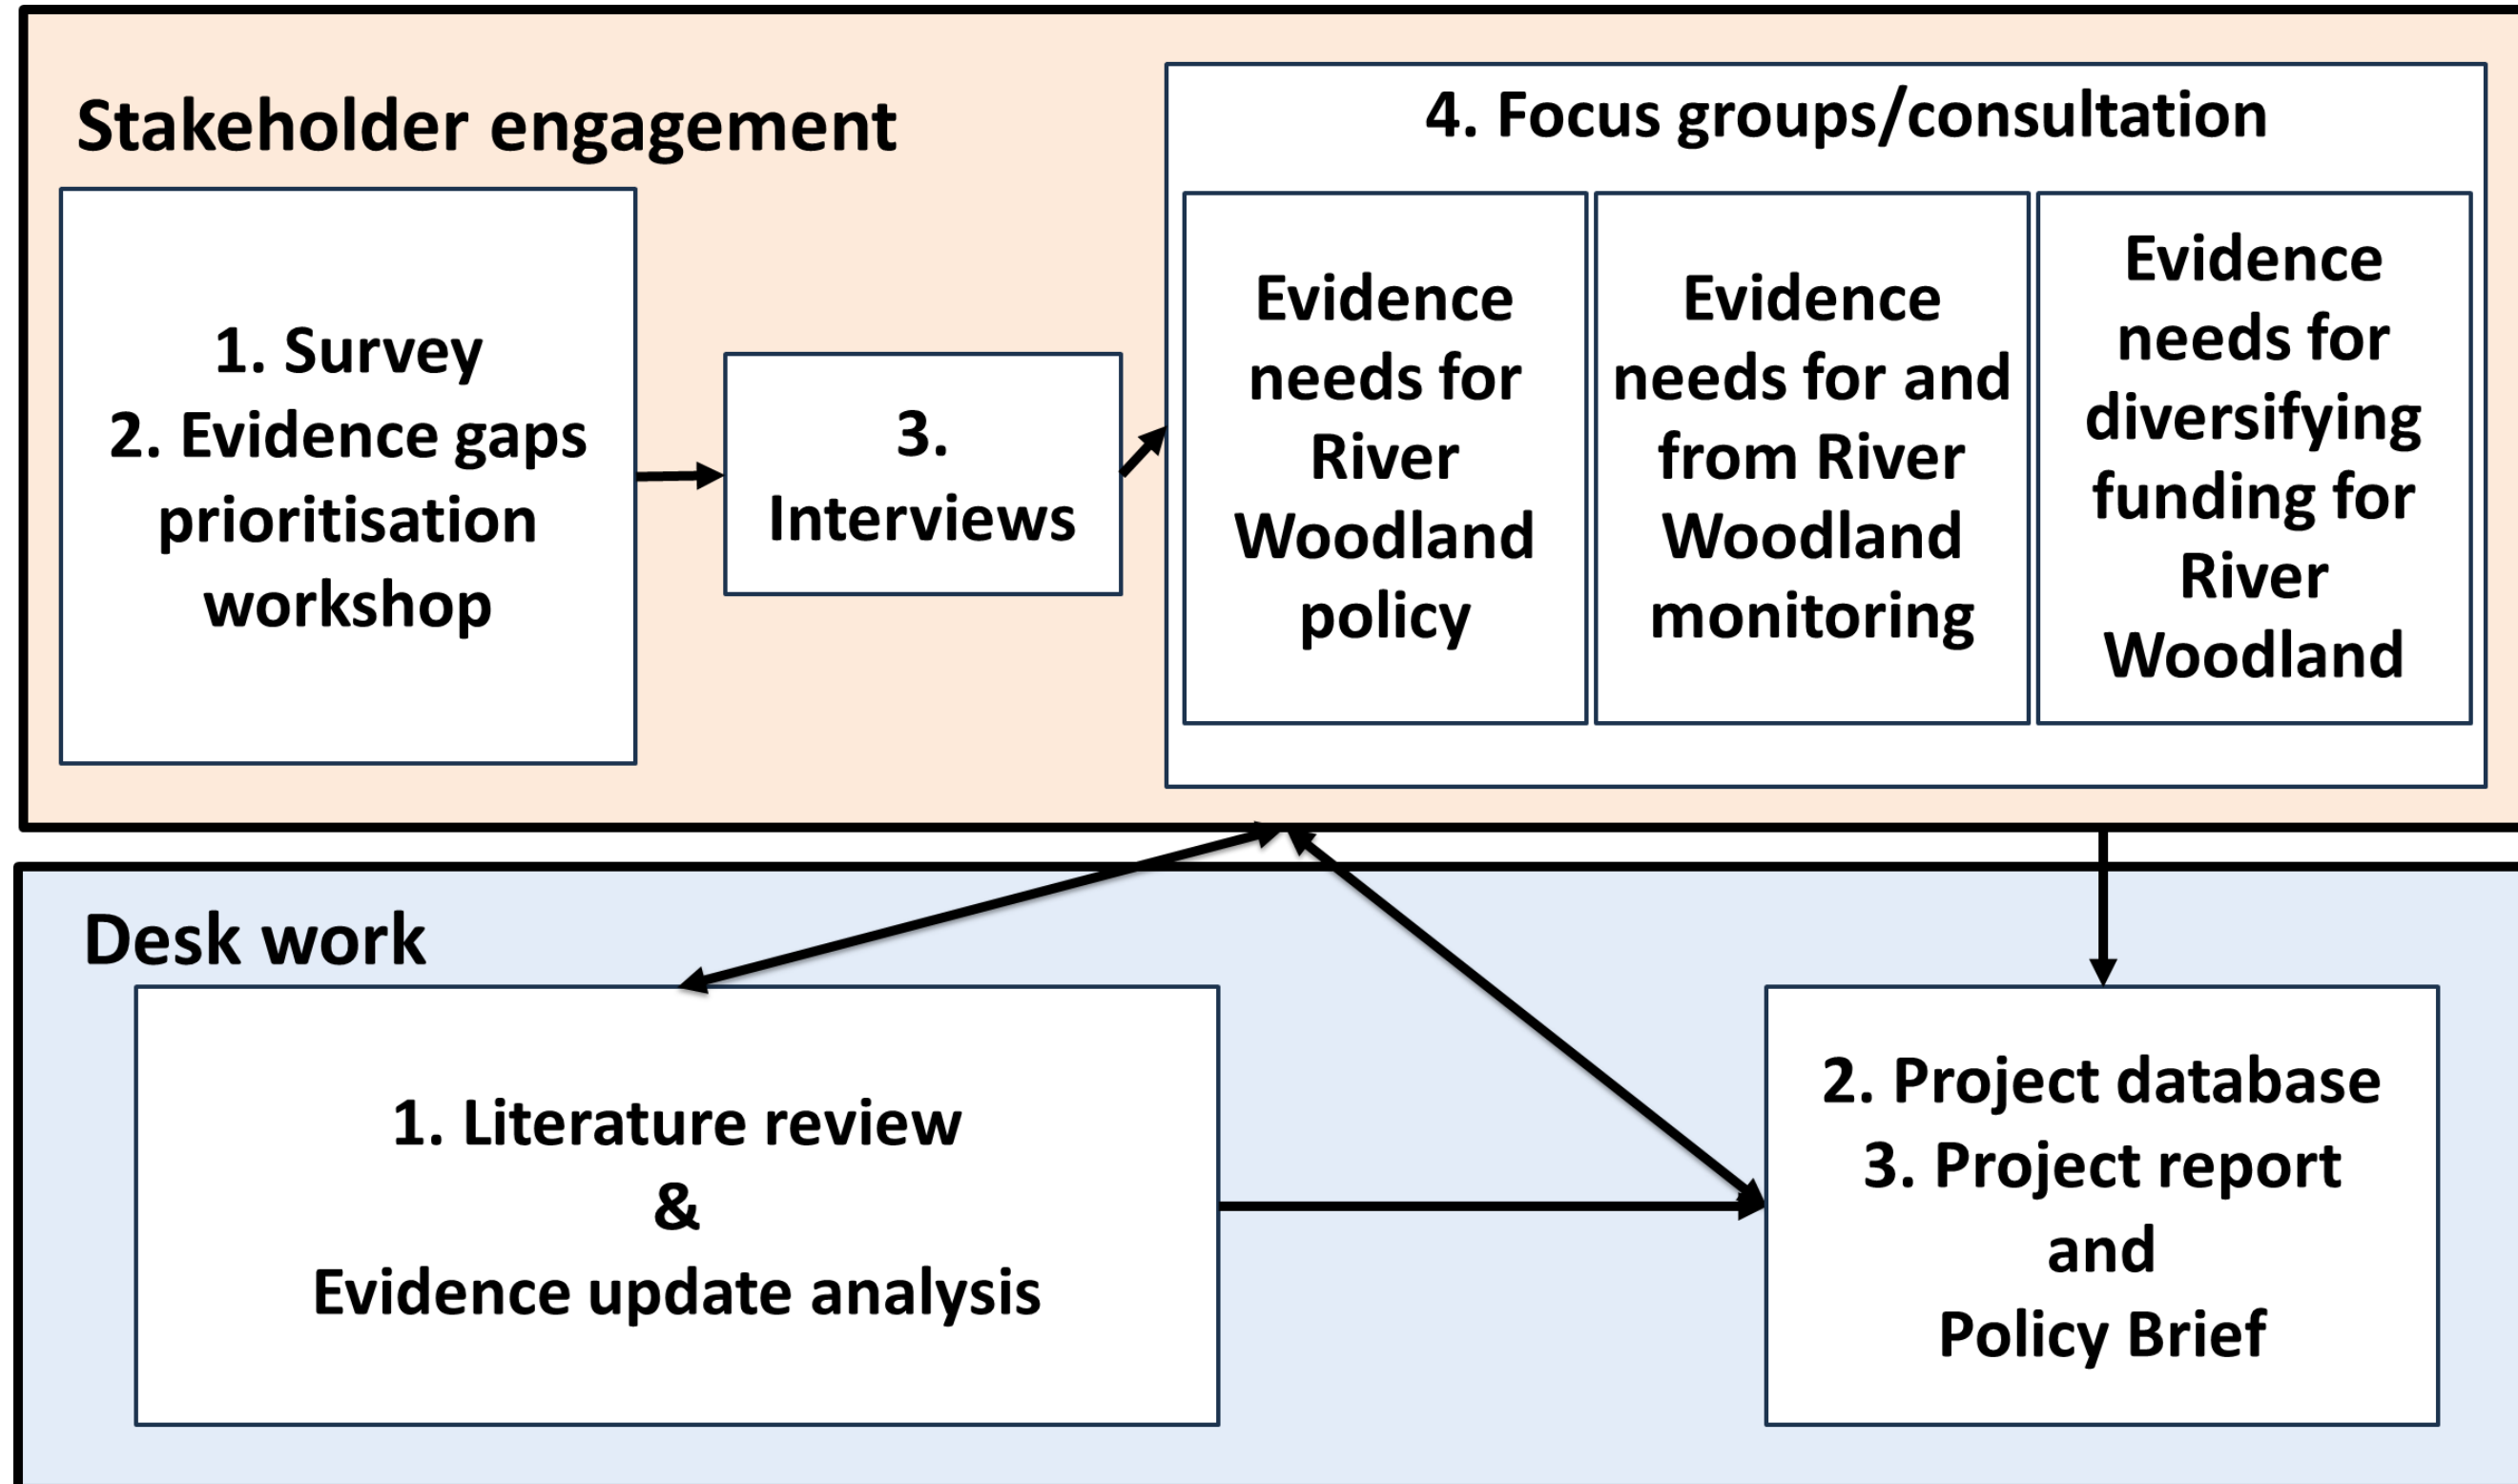 Stakeholder engagement
1. Survey
2. Evidence gaps
prioritisation
workshop
3.
Interviews
4. Focus groups/consultation
Evidence
needs for
River
Woodland
policy
Evidence
needs for and
from River
Woodland
monitoring
Evidence
needs for
diversifying
funding for
River
Woodland
Desk work
1. Literature review
&
Evidence update analysis
2. Project database
3. Project report
and
Policy Brief